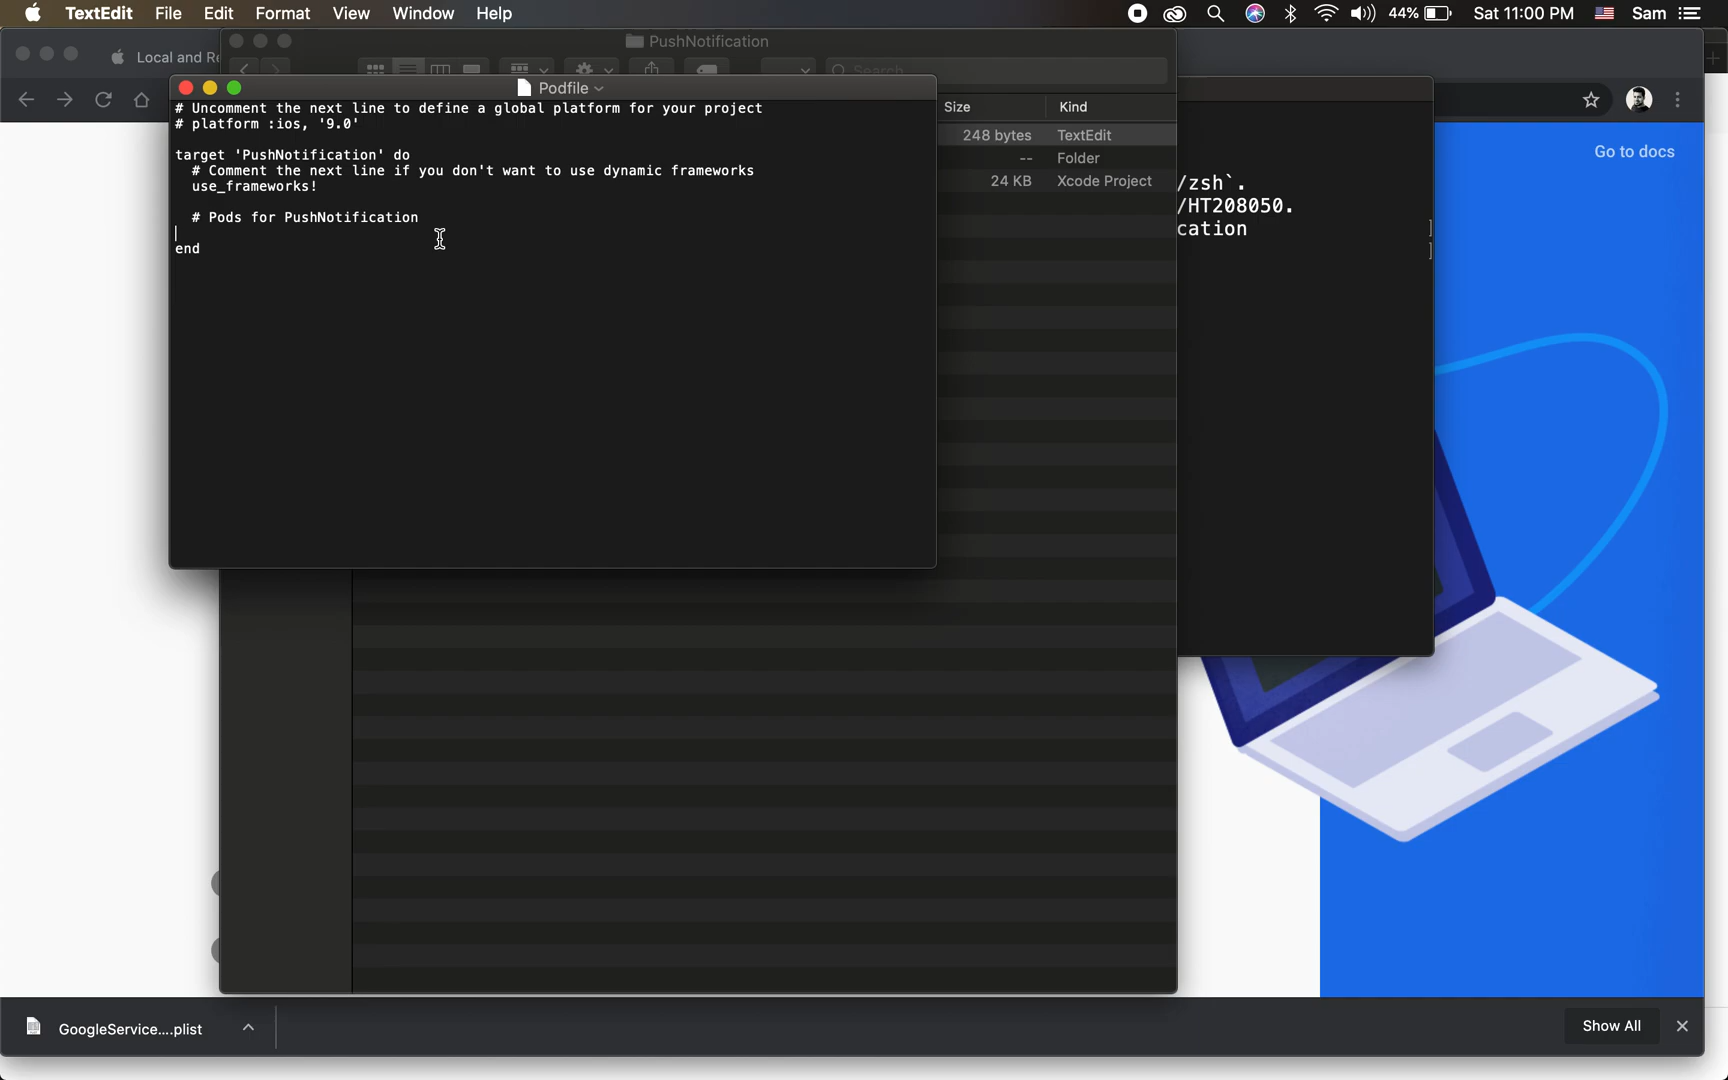 TextEdit File Edit Format View Window Help 44% Sat 11:00 PM Sam
Local and Re
PushNotification
Search
Podfile
# Uncomment the next line to define a global platform for your project
# platform :ios, '9.0'
target 'PushNotification' do
# Comment the next line if you don't want to use dynamic frameworks
use_frameworks!
# Pods for PushNotification
end
Size Kind
248 bytes TextEdit
-- Folder
24 KB Xcode Project
/zsh`.
/HT208050.
cation ]
]
Go to docs
GoogleService....plist
Show All